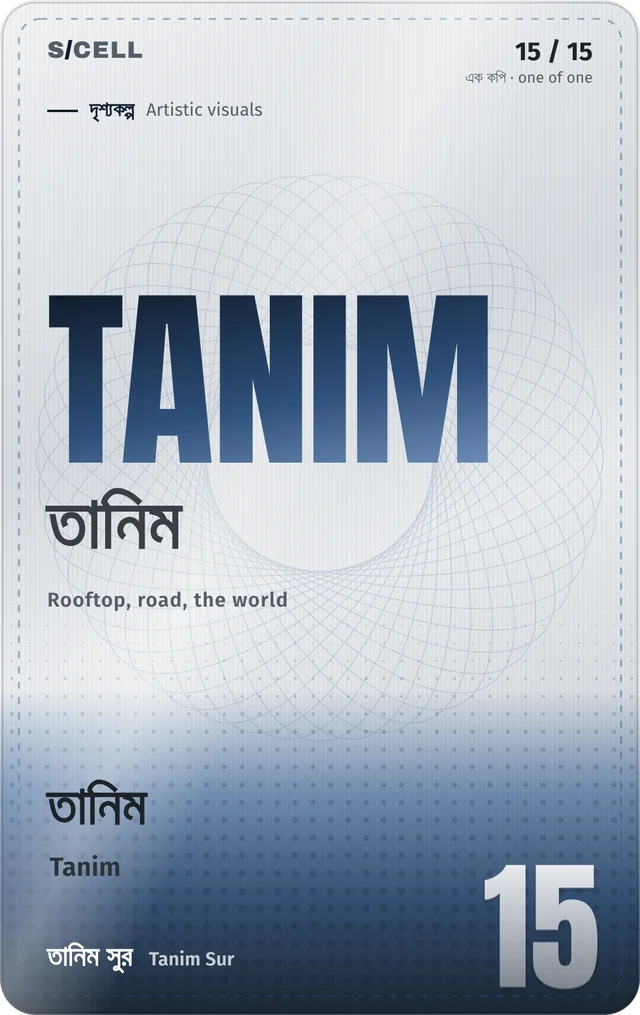 S/CELL
15 / 15
এক কপি · one of one
দৃশ্যকল্প Artistic visuals
TANIM
তানিম
Rooftop, road, the world
তানিম
Tanim
15
তানিম সুর Tanim Sur